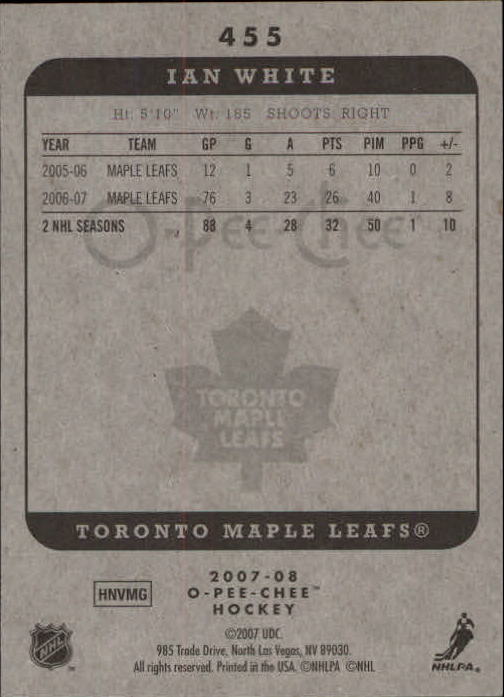 455
IAN WHITE
Ht: 5'10" Wt: 185 SHOOTS: RIGHT
YEAR TEAM GP G A PTS PIM PPG +/-
2005-06 MAPLE LEAFS 12 1 5 6 10 0 2
2006-07 MAPLE LEAFS 76 3 23 26 40 1 8
2 NHL SEASONS 88 4 28 32 50 1 10
O-PEE-CHEE
TORONTO
MAPLE
LEAFS
TORONTO MAPLE LEAFS®
HNVMG
2007-08
O-PEE-CHEE™
HOCKEY
©2007 UDC.
985 Trade Drive, North Las Vegas, NV 89030.
All rights reserved. Printed in the USA. ©NHLPA ©NHL
NHL
NHLPA®